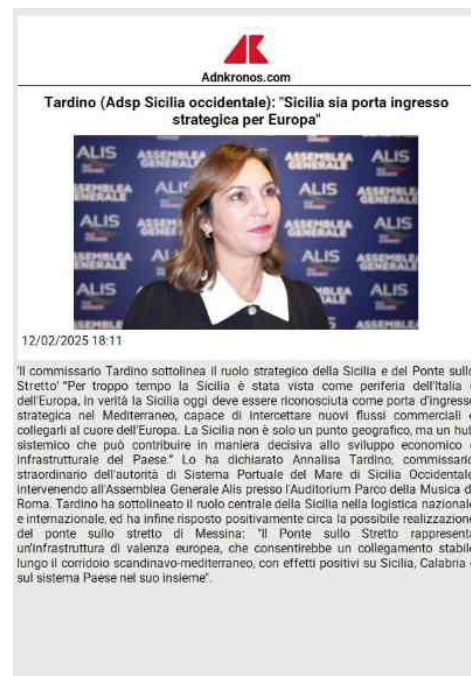 Adnkronos.com
Tardino (Adsp Sicilia occidentale): "Sicilia sia porta ingresso
strategica per Europa"
ALIS
ASSEMBLEA
GENERALE
ALIS
ASSEMBLEA
GENERALE
ALIS
ALIS
ALIS
ALIS
ALIS
12/02/2025 18:11
'Il commissario Tardino sottolinea il ruolo strategico della Sicilia e del Ponte sullo
Stretto' "Per troppo tempo la Sicilia è stata vista come periferia dell'Italia
dell'Europa, in verità la Sicilia oggi deve essere riconosciuta come porta d'ingresso
strategica nel Mediterraneo, capace di intercettare nuovi flussi commerciali e
collegarli al cuore dell'Europa. La Sicilia non è solo un punto geografico, ma un hub
sistemico che può contribuire in maniera decisiva allo sviluppo economico e
infrastrutturale del Paese." Lo ha dichiarato Annalisa Tardino, commissario
straordinario dell'autorità di Sistema Portuale del Mare di Sicilia Occidentale
intervenendo all'Assemblea Generale Alis presso l'Auditorium Parco della Musica di
Roma. Tardino ha sottolineato il ruolo centrale della Sicilia nella logistica nazionale
e internazionale, ed ha infine risposto positivamente circa la possibile realizzazione
del ponte sullo stretto di Messina: "Il Ponte sullo Stretto rappresenta
un'infrastruttura di valenza europea, che consentirebbe un collegamento stabile
lungo il corridoio scandinavo-mediterraneo, con effetti positivi su Sicilia, Calabria e
sul sistema Paese nel suo insieme".